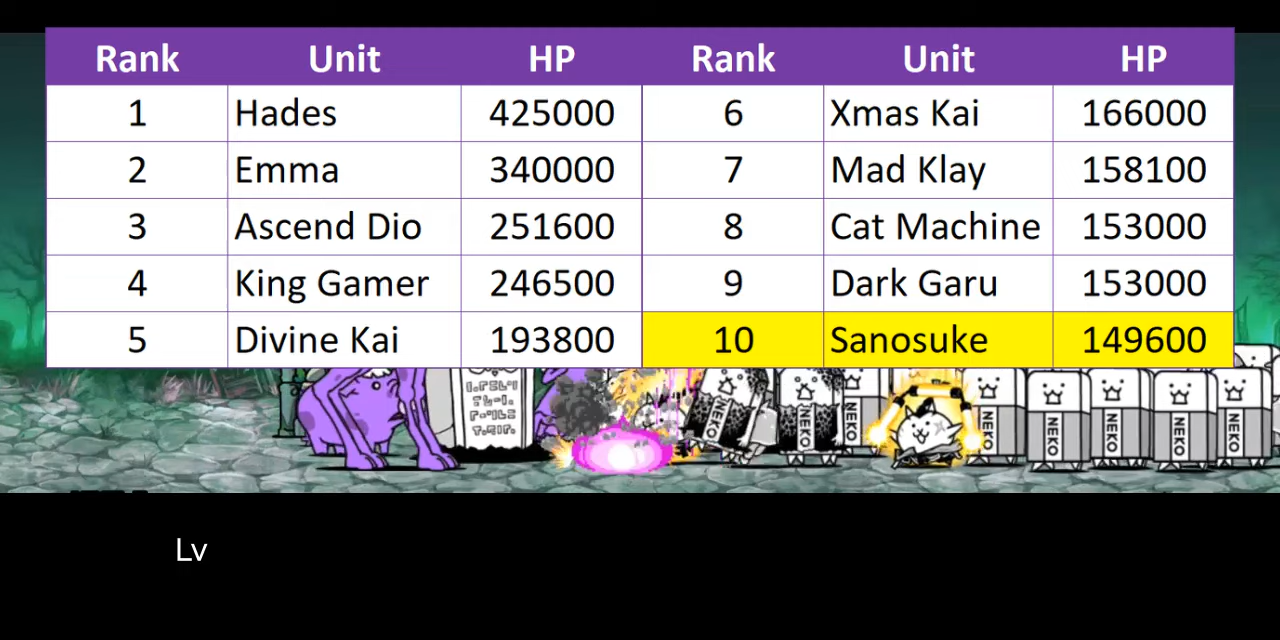 Rank Unit HP Rank Unit HP
1 Hades 425000 6 Xmas Kai 166000
2 Emma 340000 7 Mad Klay 158100
3 Ascend Dio 251600 8 Cat Machine 153000
4 King Gamer 246500 9 Dark Garu 153000
5 Divine Kai 193800 10 Sanosuke 149600
NEKO NEKO NEKO NEKO NEKO NEKO NEKO NEKO
Lv